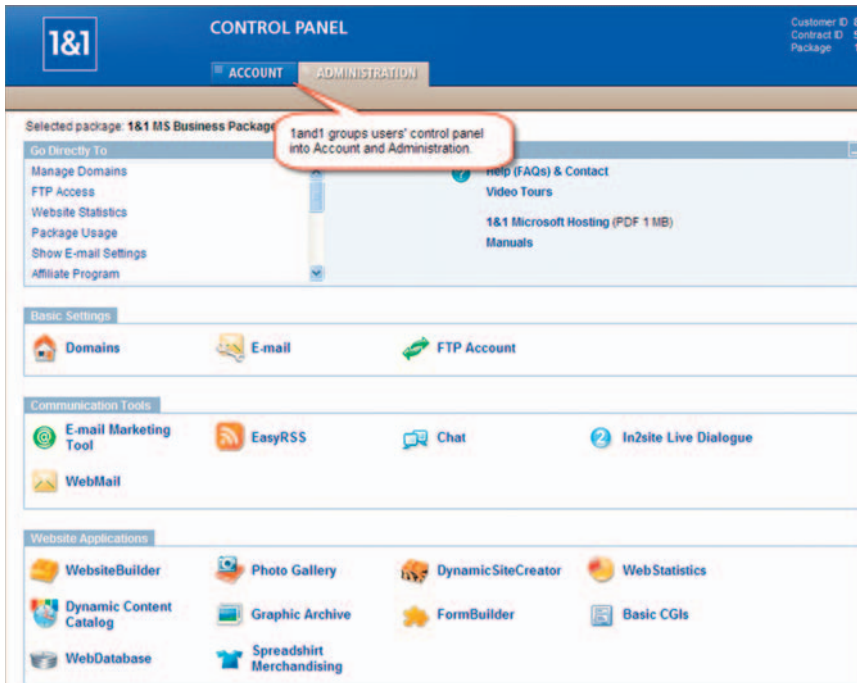 1&1
CONTROL PANEL
Customer ID 8
Contract ID 5
Package 1
ACCOUNT
ADMINISTRATION
Selected package: 1&1 MS Business Package
1and1 groups users' control panel
into Account and Administration.
Go Directly To
Manage Domains
FTP Access
Website Statistics
Package Usage
Show E-mail Settings
Affiliate Program
Help (FAQs) & Contact
Video Tours
1&1 Microsoft Hosting (PDF 1 MB)
Manuals
Basic Settings
Domains
E-mail
FTP Account
Communication Tools
E-mail Marketing
Tool
EasyRSS
Chat
In2site Live Dialogue
WebMail
Website Applications
WebsiteBuilder
Photo Gallery
DynamicSiteCreator
WebStatistics
Dynamic Content
Catalog
Graphic Archive
FormBuilder
Basic CGIs
WebDatabase
Spreadshirt
Merchandising